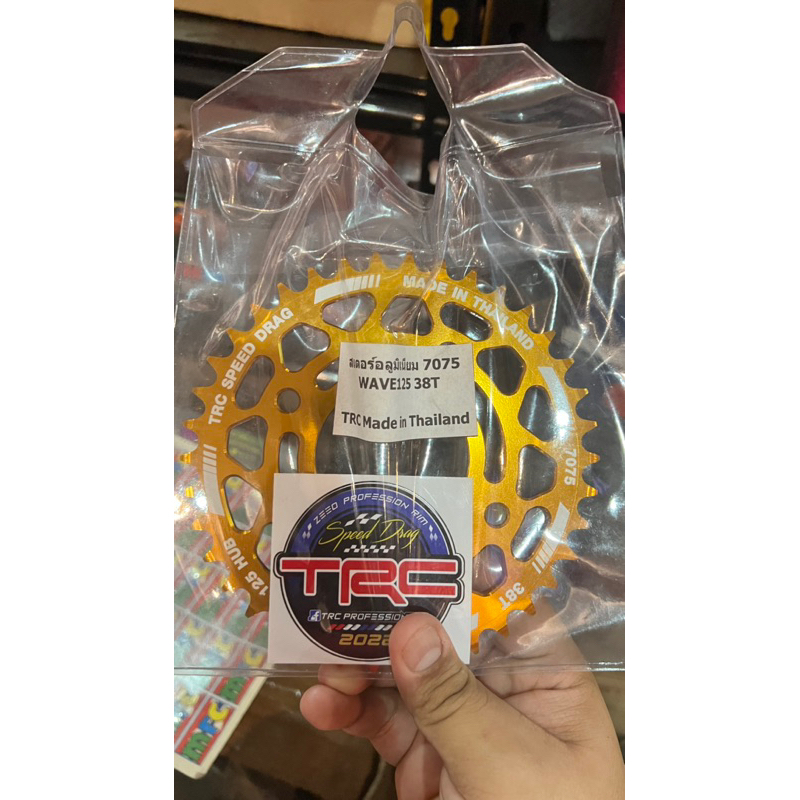 MADE IN THAILAND
TRC SPEED DRAG
7075
38T
125 HUB
สเตอร์อลูมิเนียม 7075
WAVE125 38T
TRC Made in Thailand
ZEED PROFESSION RIM
Speed Drag
TRC
TRC PROFESSION
2022